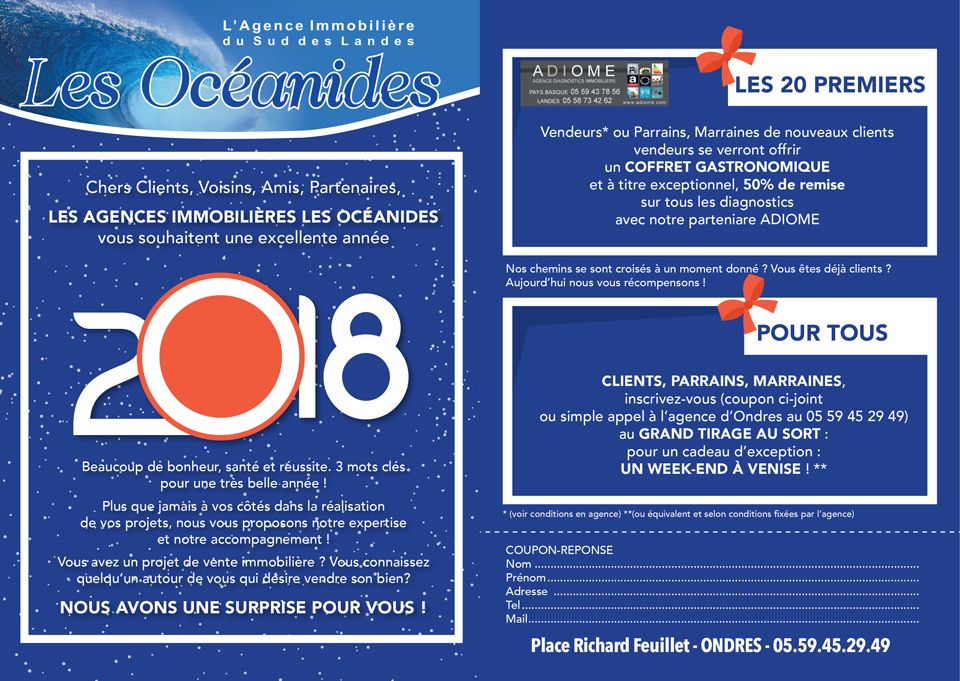 L'Agence Immobilière
du Sud des Landes
Les Océanides
Chers Clients, Voisins, Amis, Partenaires,
LES AGENCES IMMOBILIÈRES LES OCÉANIDES
vous souhaitent une excellente année
2018
Beaucoup de bonheur, santé et réussite. 3 mots clés
pour une très belle année !
Plus que jamais à vos côtés dans la réalisation
de vos projets, nous vous proposons notre expertise
et notre accompagnement !
Vous avez un projet de vente immobilière ? Vous connaissez
quelqu'un autour de vous qui désire vendre son bien?
NOUS AVONS UNE SURPRISE POUR VOUS !
ADIOME
AGENCE DIAGNOSTICS IMMOBILIERS
PAYS BASQUE 05 59 43 78 56
LANDES 05 58 73 42 62
www.adiome.com
LES 20 PREMIERS
Vendeurs* ou Parrains, Marraines de nouveaux clients
vendeurs se verront offrir
un COFFRET GASTRONOMIQUE
et à titre exceptionnel, 50% de remise
sur tous les diagnostics
avec notre parteniare ADIOME
Nos chemins se sont croisés à un moment donné ? Vous êtes déjà clients ?
Aujourd'hui nous vous récompensons !
POUR TOUS
CLIENTS, PARRAINS, MARRAINES,
inscrivez-vous (coupon ci-joint
ou simple appel à l'agence d'Ondres au 05 59 45 29 49)
au GRAND TIRAGE AU SORT :
pour un cadeau d'exception :
UN WEEK-END À VENISE ! **
* (voir conditions en agence) **(ou équivalent et selon conditions fixées par l'agence)
COUPON-REPONSE
Nom
Prénom
Adresse
Tel
Mail
Place Richard Feuillet - ONDRES - 05.59.45.29.49